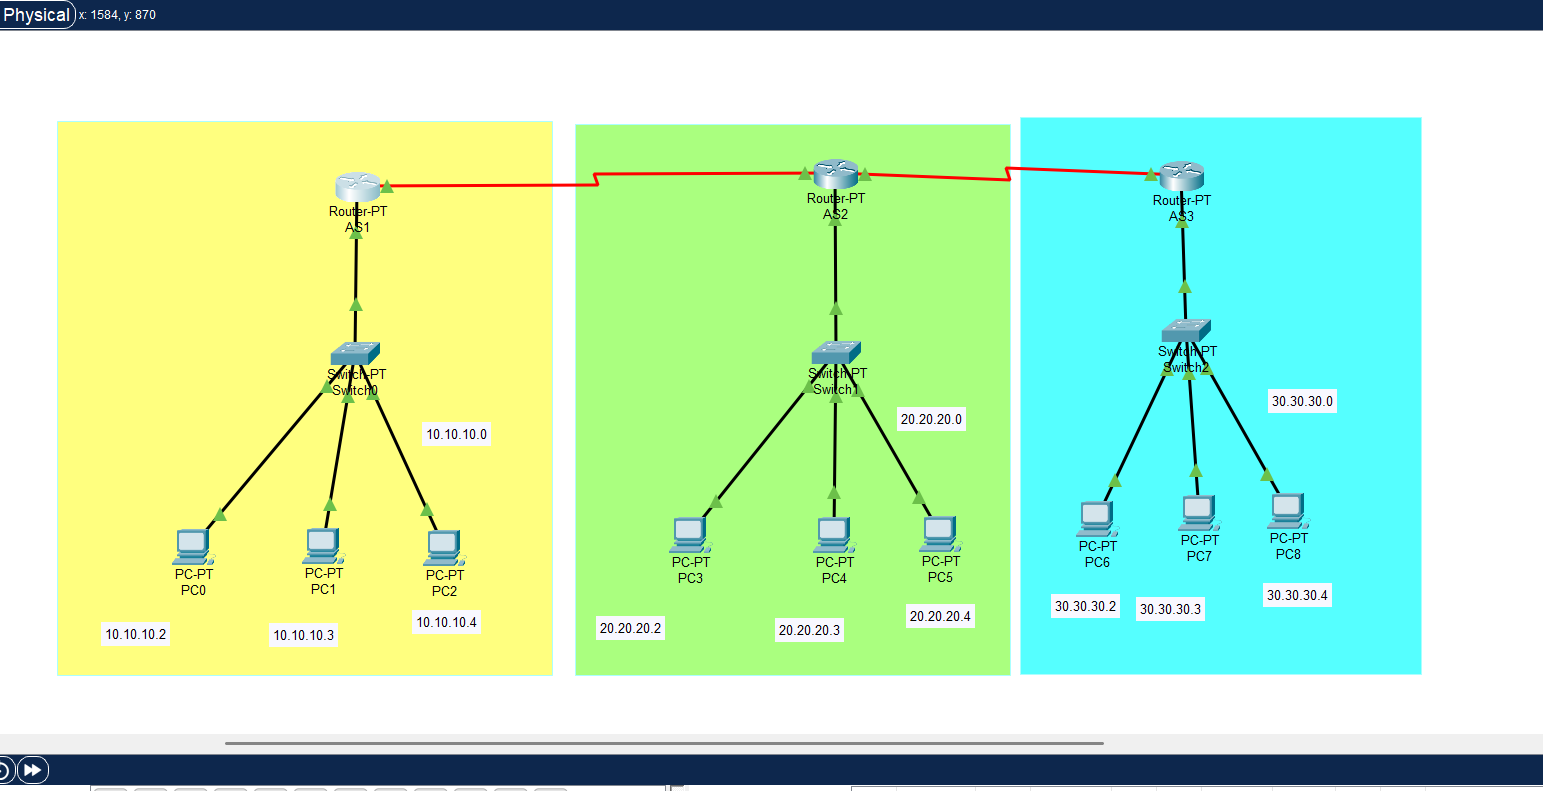 Physical x: 1584, y: 870
Router-PT
AS1
Router-PT
AS2
Router-PT
AS3
Switch-PT
Switch0
Switch-PT
Switch1
Switch-PT
Switch2
10.10.10.0
20.20.20.0
30.30.30.0
PC-PT
PC0
PC-PT
PC1
PC-PT
PC2
PC-PT
PC3
PC-PT
PC4
PC-PT
PC5
PC-PT
PC6
PC-PT
PC7
PC-PT
PC8
10.10.10.2
10.10.10.3
10.10.10.4
20.20.20.2
20.20.20.3
20.20.20.4
30.30.30.2
30.30.30.3
30.30.30.4